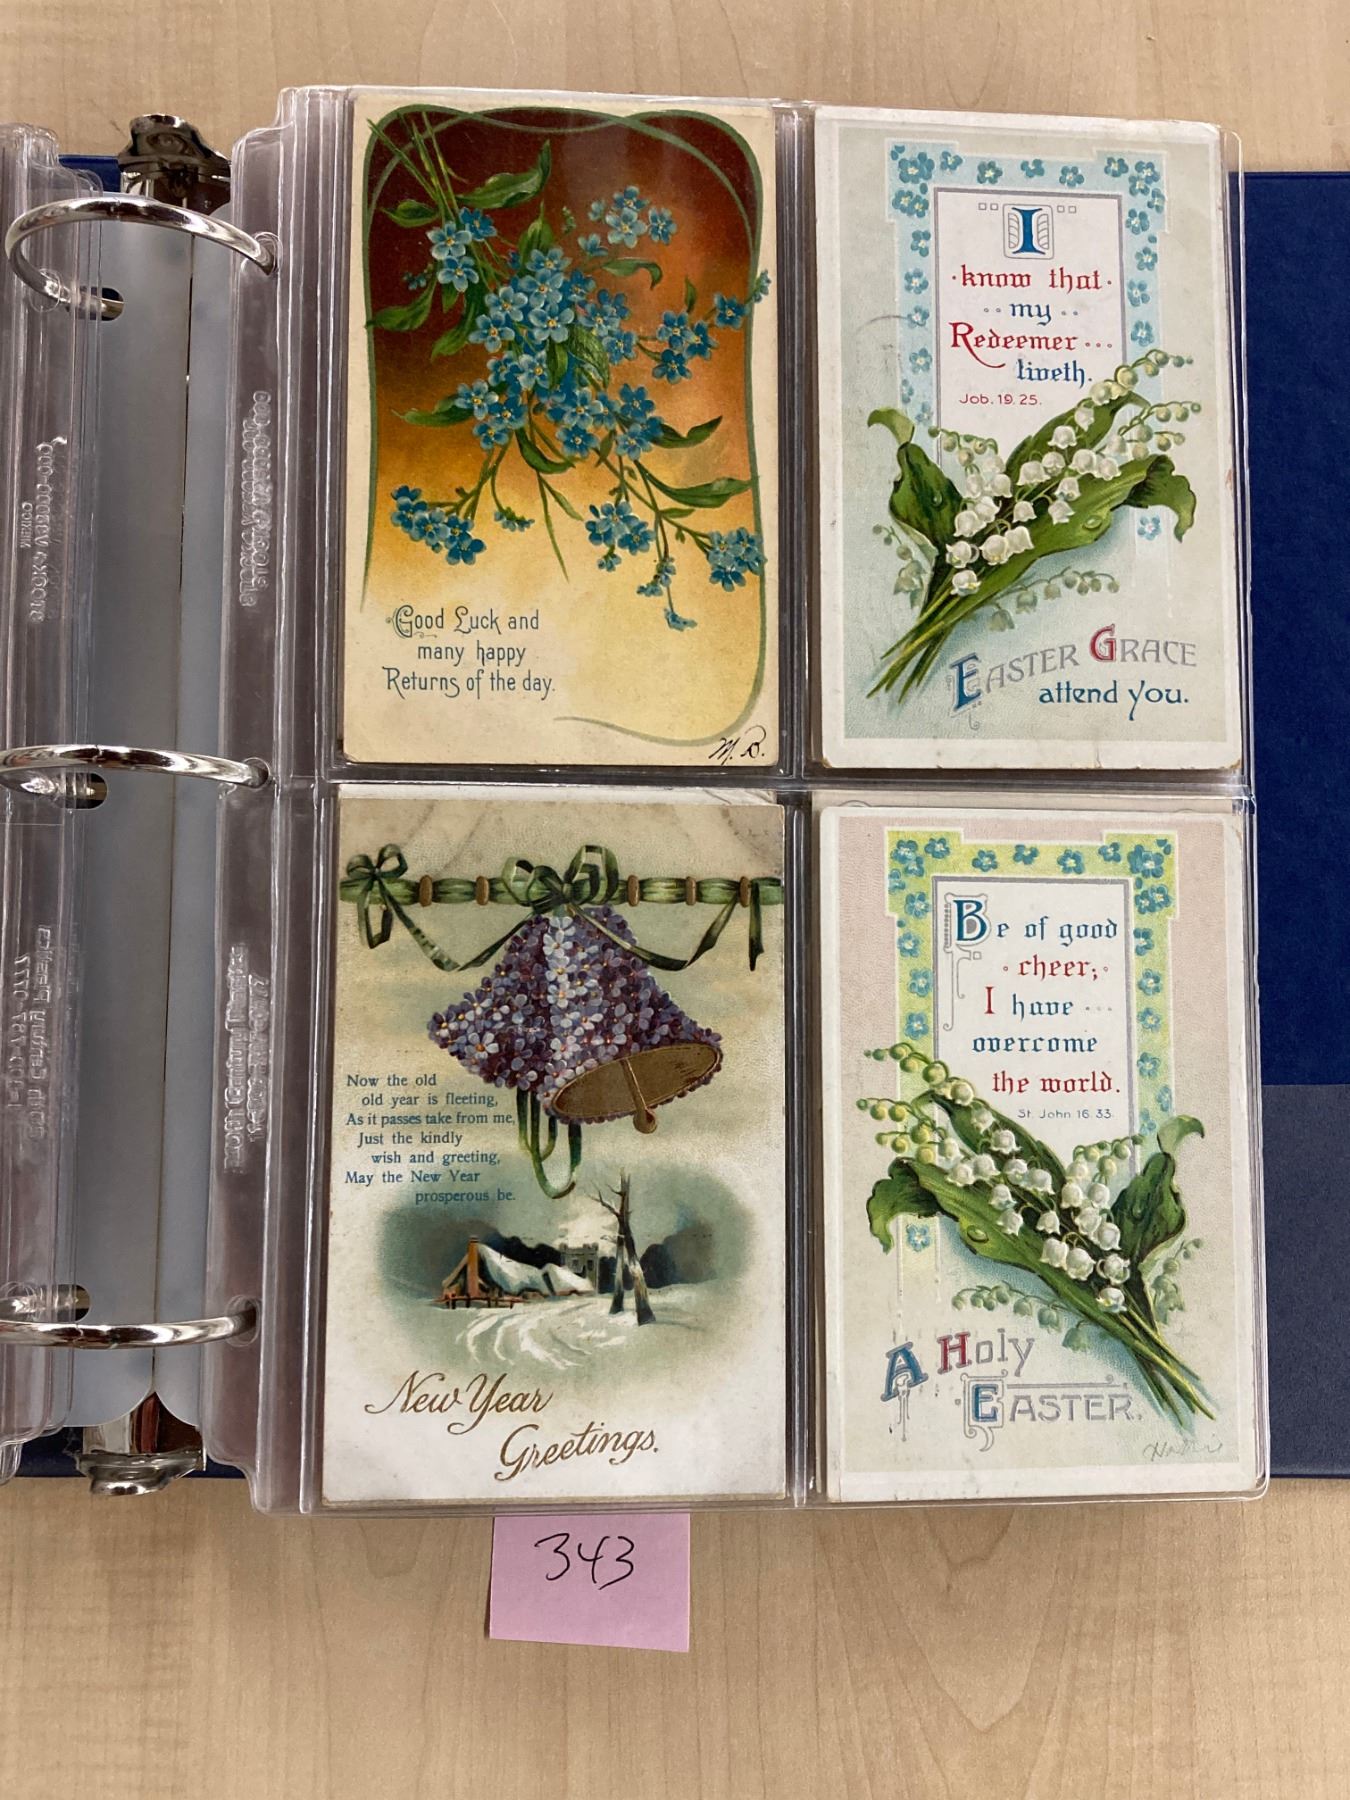 Good Luck and
many happy
Returns of the day.
M. B.
I
know that
my
Redeemer
liveth.
Job. 19. 25.
EASTER GRACE
attend you.
Now the old
old year is fleeting,
As it passes take from me,
Just the kindly
wish and greeting,
May the New Year
prosperous be.
New Year
Greetings.
Be of good
cheer;
I have
overcome
the world.
St. John 16. 33.
A Holy
EASTER.
Hattie
343